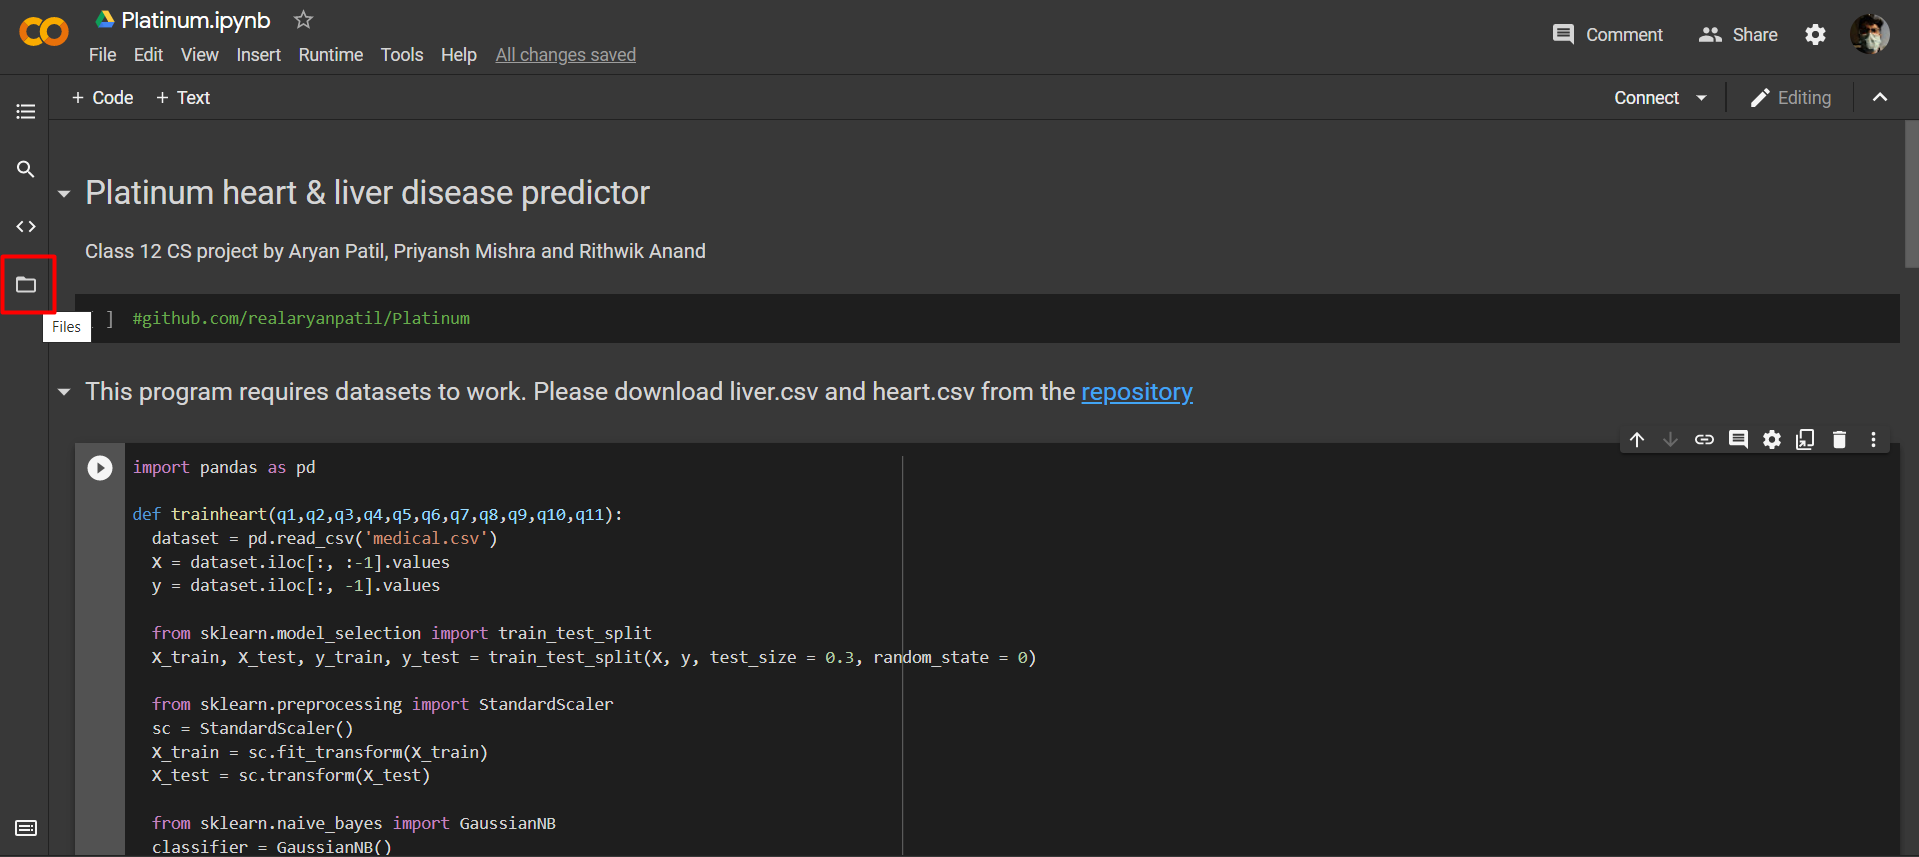 Platinum.ipynb
File Edit View Insert Runtime Tools Help All changes saved
Comment
Share
+ Code + Text
Connect
Editing
Platinum heart & liver disease predictor
Class 12 CS project by Aryan Patil, Priyansh Mishra and Rithwik Anand
Files
] #github.com/realaryanpatil/Platinum
This program requires datasets to work. Please download liver.csv and heart.csv from the repository
import pandas as pd
def trainheart(q1,q2,q3,q4,q5,q6,q7,q8,q9,q10,q11):
dataset = pd.read_csv('medical.csv')
X = dataset.iloc[:, :-1].values
y = dataset.iloc[:, -1].values
from sklearn.model_selection import train_test_split
X_train, X_test, y_train, y_test = train_test_split(X, y, test_size = 0.3, random_state = 0)
from sklearn.preprocessing import StandardScaler
sc = StandardScaler()
X_train = sc.fit_transform(X_train)
X_test = sc.transform(X_test)
from sklearn.naive_bayes import GaussianNB
classifier = GaussianNB()